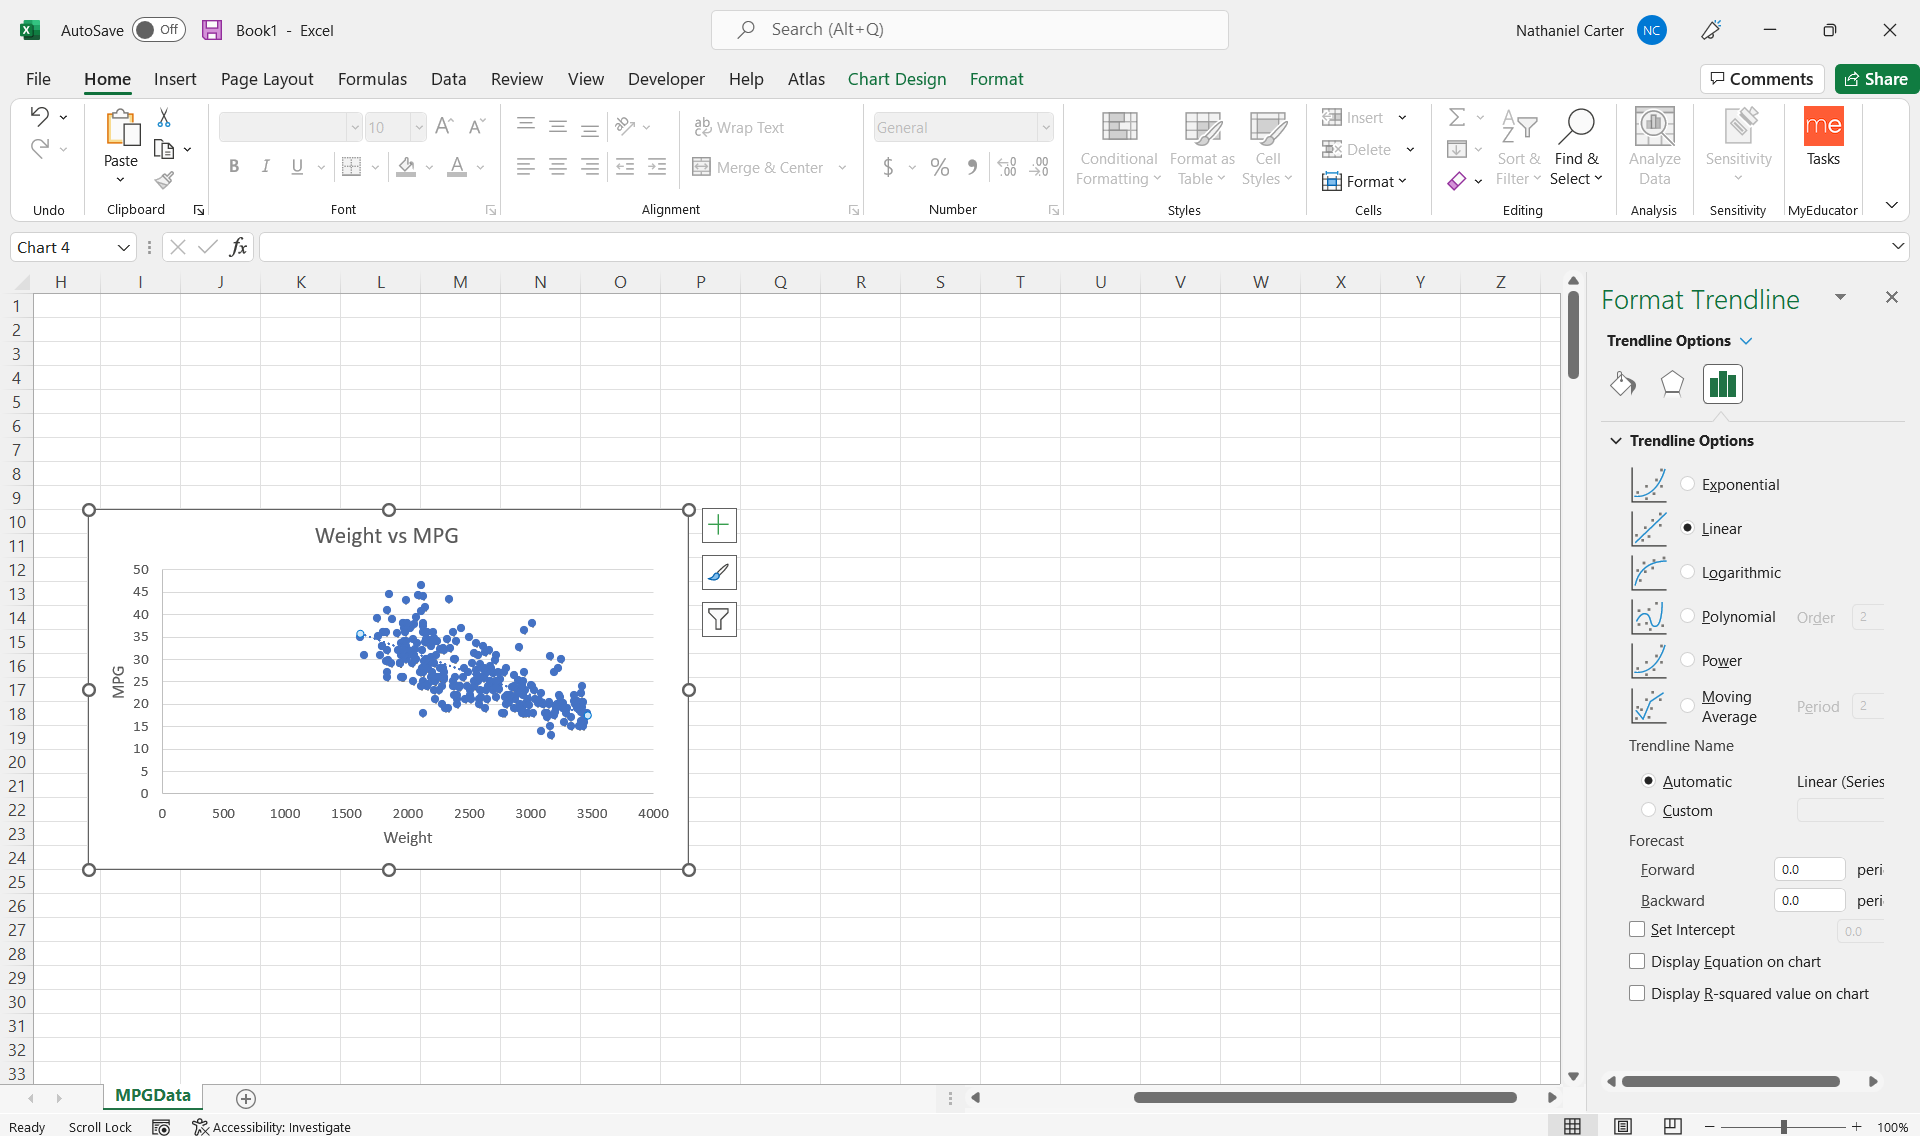 AutoSave Off Book1 - Excel Search (Alt+Q) Nathaniel Carter NC
File Home Insert Page Layout Formulas Data Review View Developer Help Atlas Chart Design Format Comments Share
10 Wrap Text General Insert
Paste B I U Merge & Center $ % Conditional Formatting Format as Table Cell Styles Delete Format Sort & Filter Find & Select Analyze Data Sensitivity me Tasks
Undo Clipboard Font Alignment Number Styles Cells Editing Analysis Sensitivity MyEducator
Chart 4 fx
H I J K L M N O P Q R S T U V W X Y Z
1
2
3
4
5
6
7
8
9
10
11
12
13
14
15
16
17
18
19
20
21
22
23
24
25
26
27
28
29
30
31
32
33
Weight vs MPG
50
45
40
35
30
25
20
15
10
5
0
MPG
0 500 1000 1500 2000 2500 3000 3500 4000
Weight
Format Trendline
Trendline Options
Trendline Options
Exponential
Linear
Logarithmic
Polynomial Order 2
Power
Moving
Average Period 2
Trendline Name
Automatic Linear (Series
Custom
Forecast
Forward 0.0 peri
Backward 0.0 peri
Set Intercept 0.0
Display Equation on chart
Display R-squared value on chart
MPGData
Ready Scroll Lock Accessibility: Investigate 100%